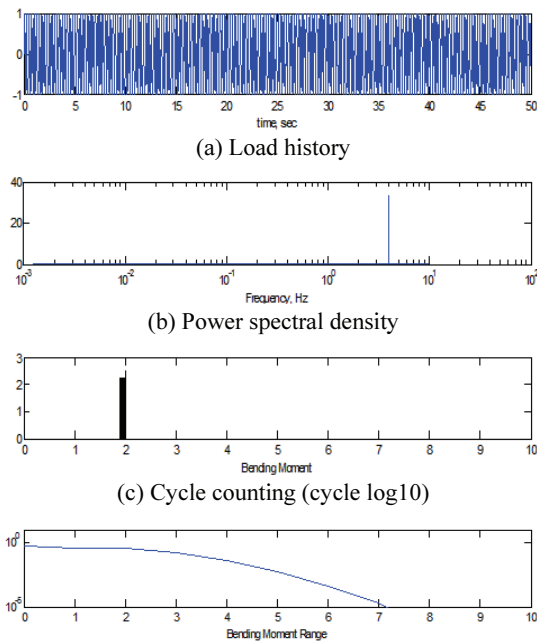 1
0
-1
0 5 10 15 20 25 30 35 40 45 50
time, sec
(a) Load history
40
20
0
10^-3 10^-2 10^-1 10^0 10^1 10^2
Frequency, Hz
(b) Power spectral density
3
2
1
0
0 1 2 3 4 5 6 7 8 9 10
Bending Moment
(c) Cycle counting (cycle log10)
10^0
10^-5
0 1 2 3 4 5 6 7 8 9 10
Bending Moment Range